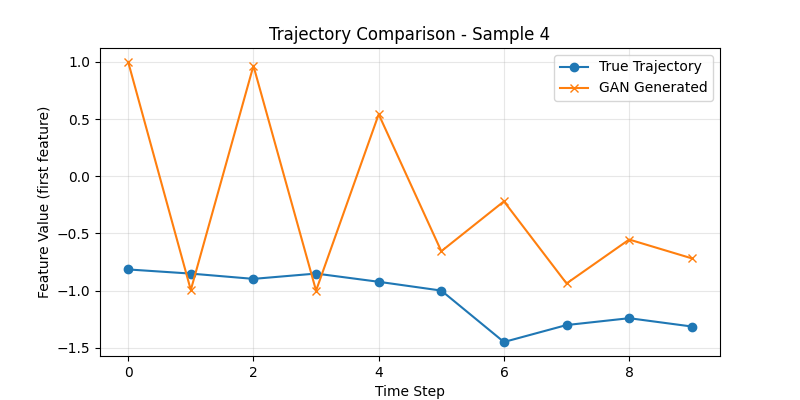 Trajectory Comparison - Sample 4
True Trajectory
GAN Generated
Feature Value (first feature)
1.0
0.5
0.0
−0.5
−1.0
−1.5
0
2
4
6
8
Time Step